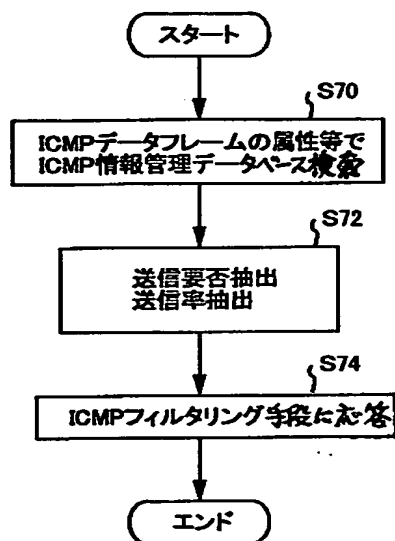 スタート
S70
ICMPデータフレームの属性等で
ICMP情報管理データベース検索
S72
送信要否抽出
送信率抽出
S74
ICMPフィルタリング手段に応答
エンド